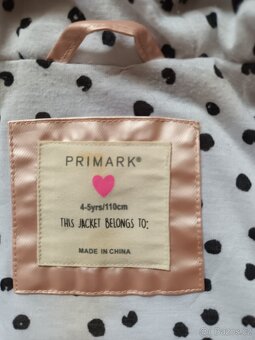 PRIMARK®
4-5yrs/110cm
THIS JACKET BELONGS TO:
MADE IN CHINA